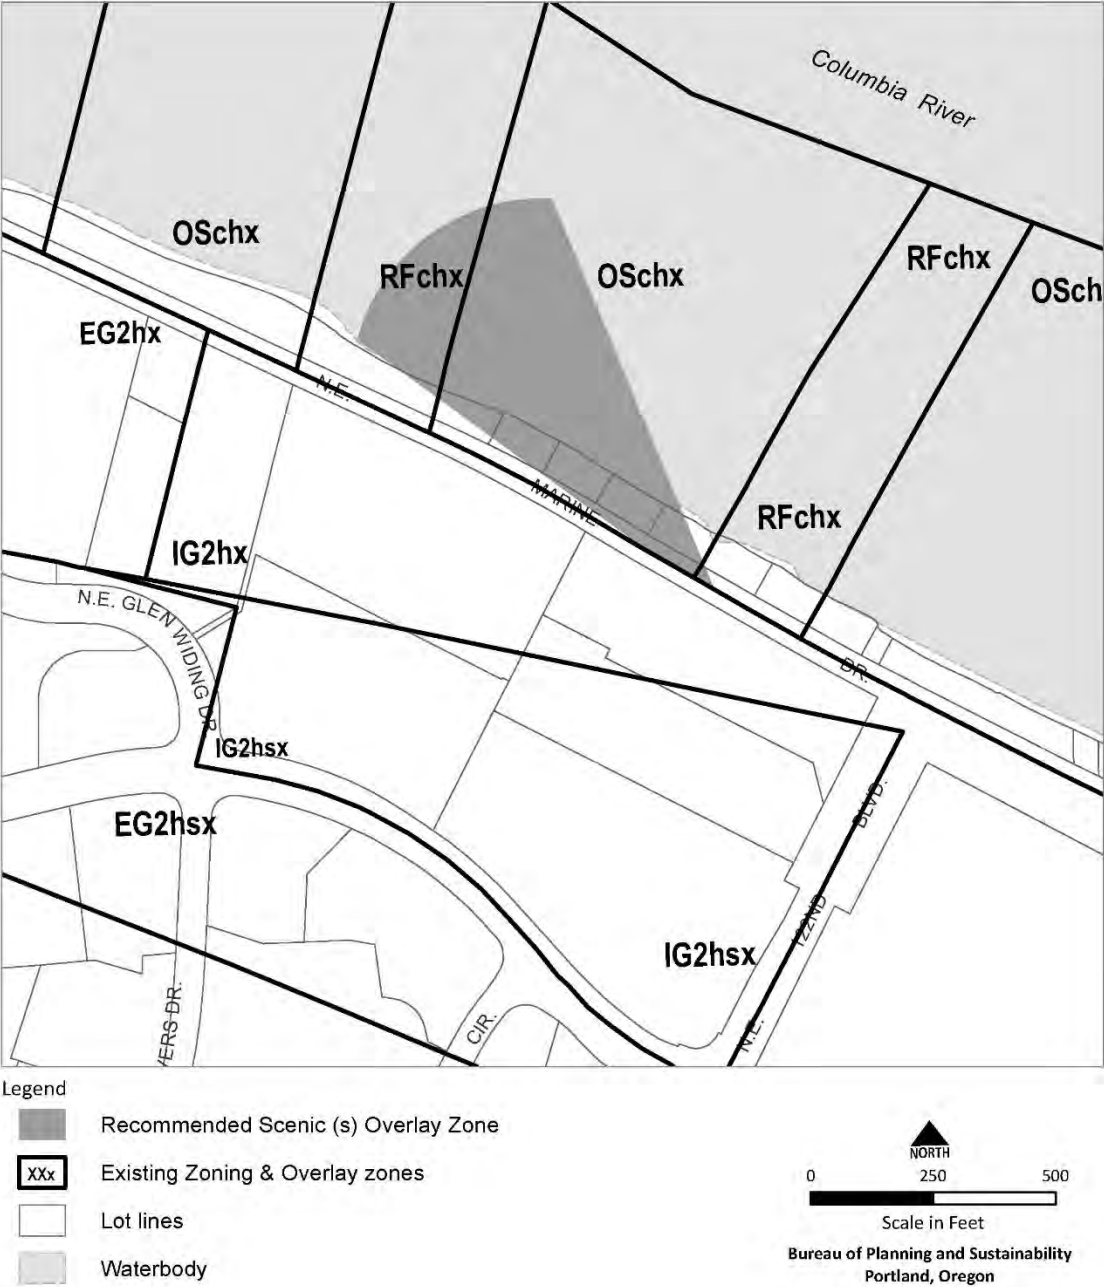 Columbia River
OSchx
RFchx
OSchx
RFchx
OSch
EG2hx
N.E.
MARINE
RFchx
IG2hx
N.E. GLEN WIDING DR.
DR.
IG2hsx
BLVD.
EG2hsx
122ND
IG2hsx
VERS DR.
CIR.
N.E.
Legend
Recommended Scenic (s) Overlay Zone
XXx
Existing Zoning & Overlay zones
Lot lines
Waterbody
NORTH
0 250 500
Scale in Feet
Bureau of Planning and Sustainability
Portland, Oregon